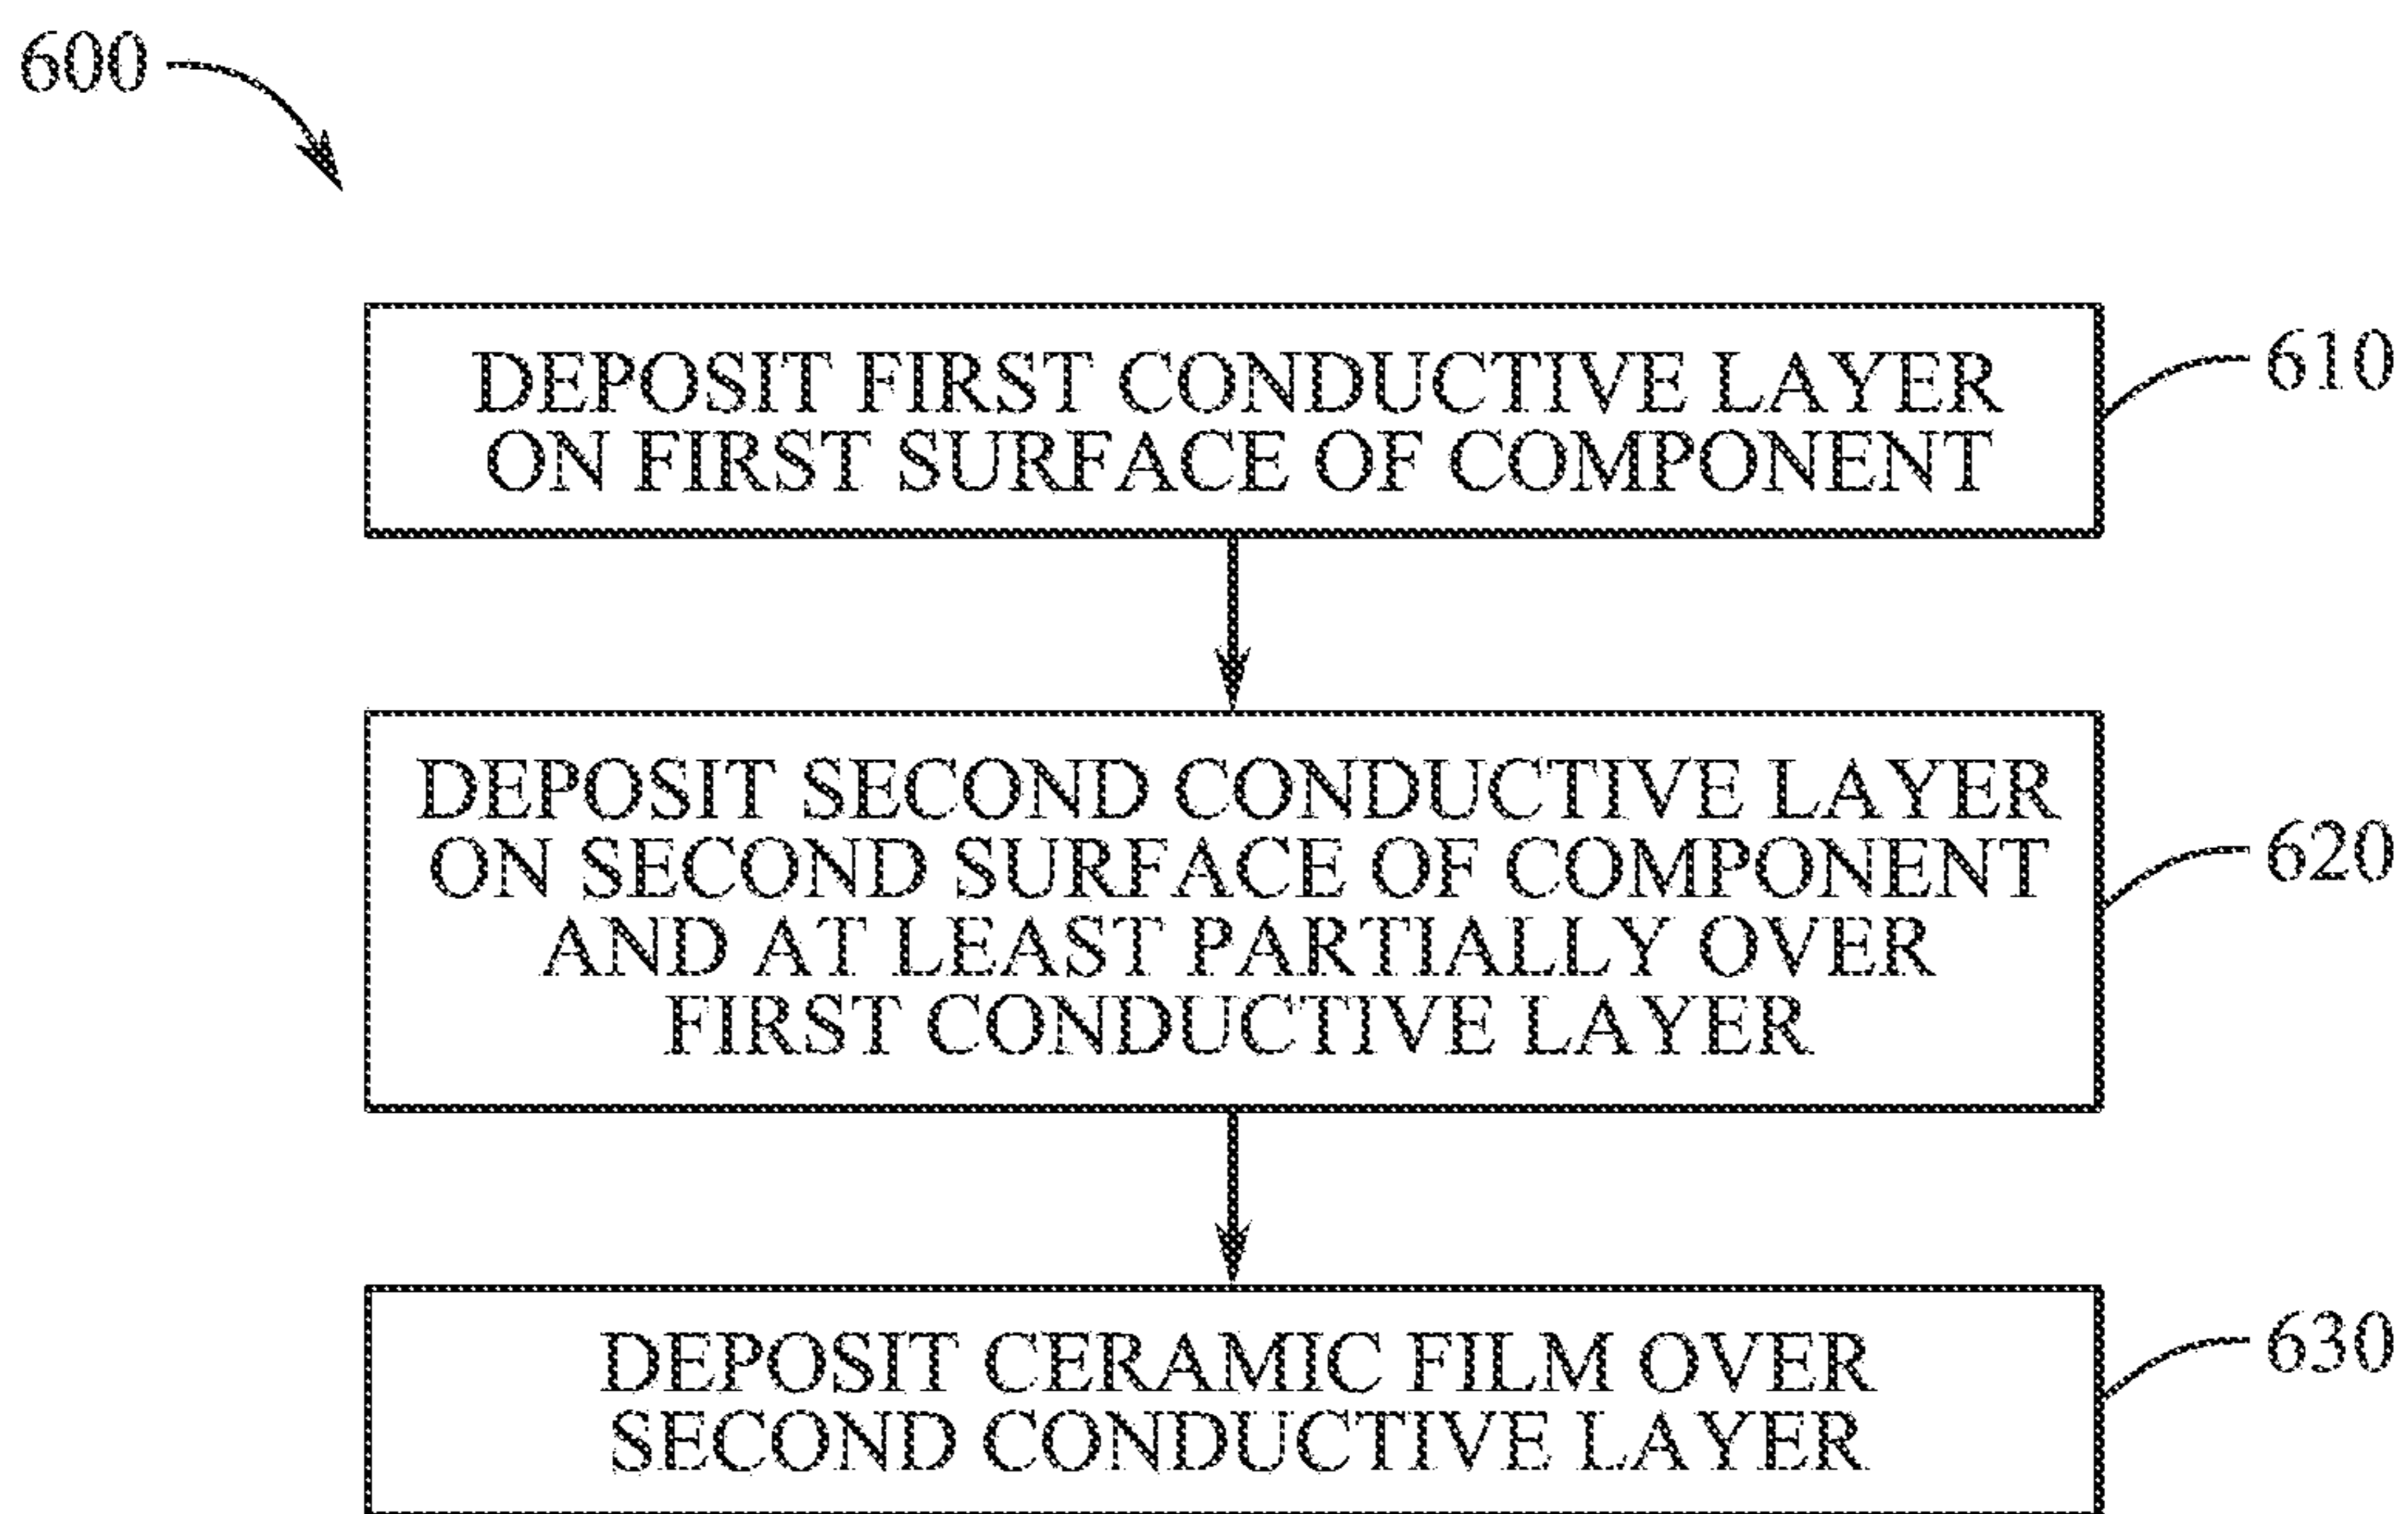 600
DEPOSIT FIRST CONDUCTIVE LAYER
ON FIRST SURFACE OF COMPONENT
610
DEPOSIT SECOND CONDUCTIVE LAYER
ON SECOND SURFACE OF COMPONENT
AND AT LEAST PARTIALLY OVER
FIRST CONDUCTIVE LAYER
620
DEPOSIT CERAMIC FILM OVER
SECOND CONDUCTIVE LAYER
630